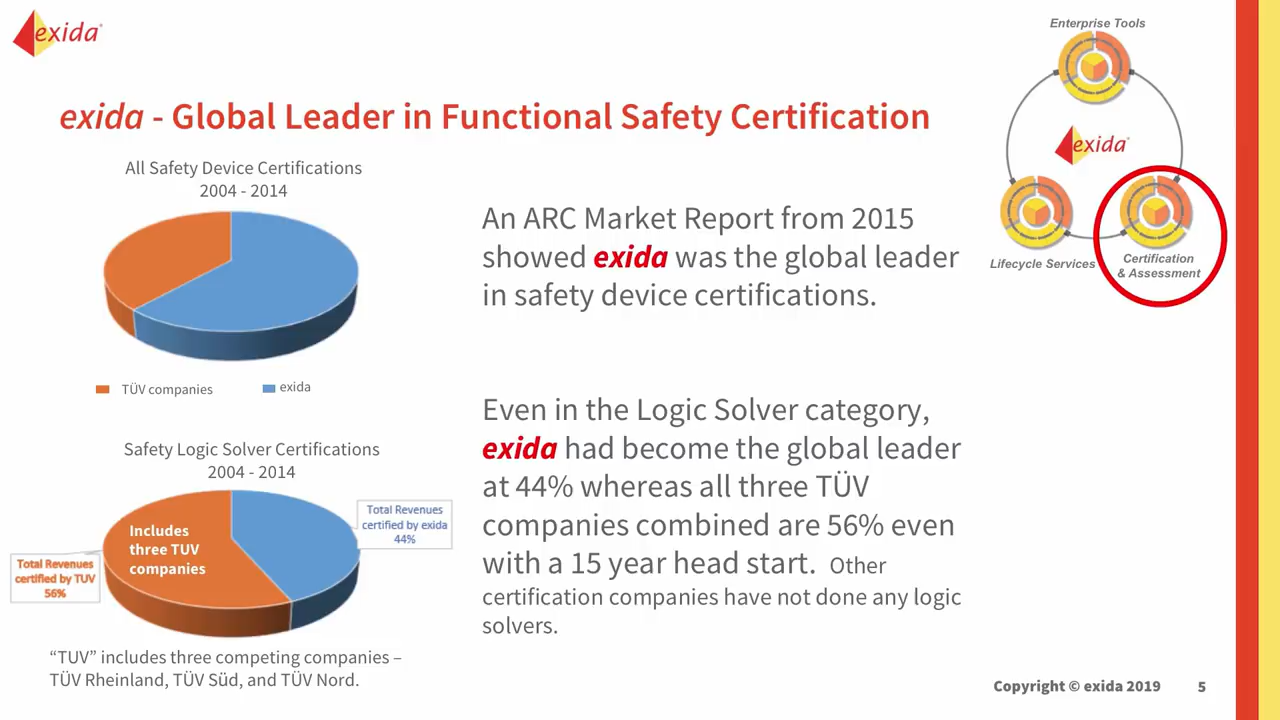 exida
Enterprise Tools
exida
Lifecycle Services
Certification
& Assessment
exida - Global Leader in Functional Safety Certification
All Safety Device Certifications
2004 - 2014
TÜV companies
exida
An ARC Market Report from 2015
showed exida was the global leader
in safety device certifications.
Safety Logic Solver Certifications
2004 - 2014
Includes
three TUV
companies
Total Revenues
certified by exida
44%
Total Revenues
certified by TUV
56%
“TUV” includes three competing companies –
TÜV Rheinland, TÜV Süd, and TÜV Nord.
Even in the Logic Solver category,
exida had become the global leader
at 44% whereas all three TÜV
companies combined are 56% even
with a 15 year head start. Other
certification companies have not done any logic
solvers.
Copyright © exida 2019
5